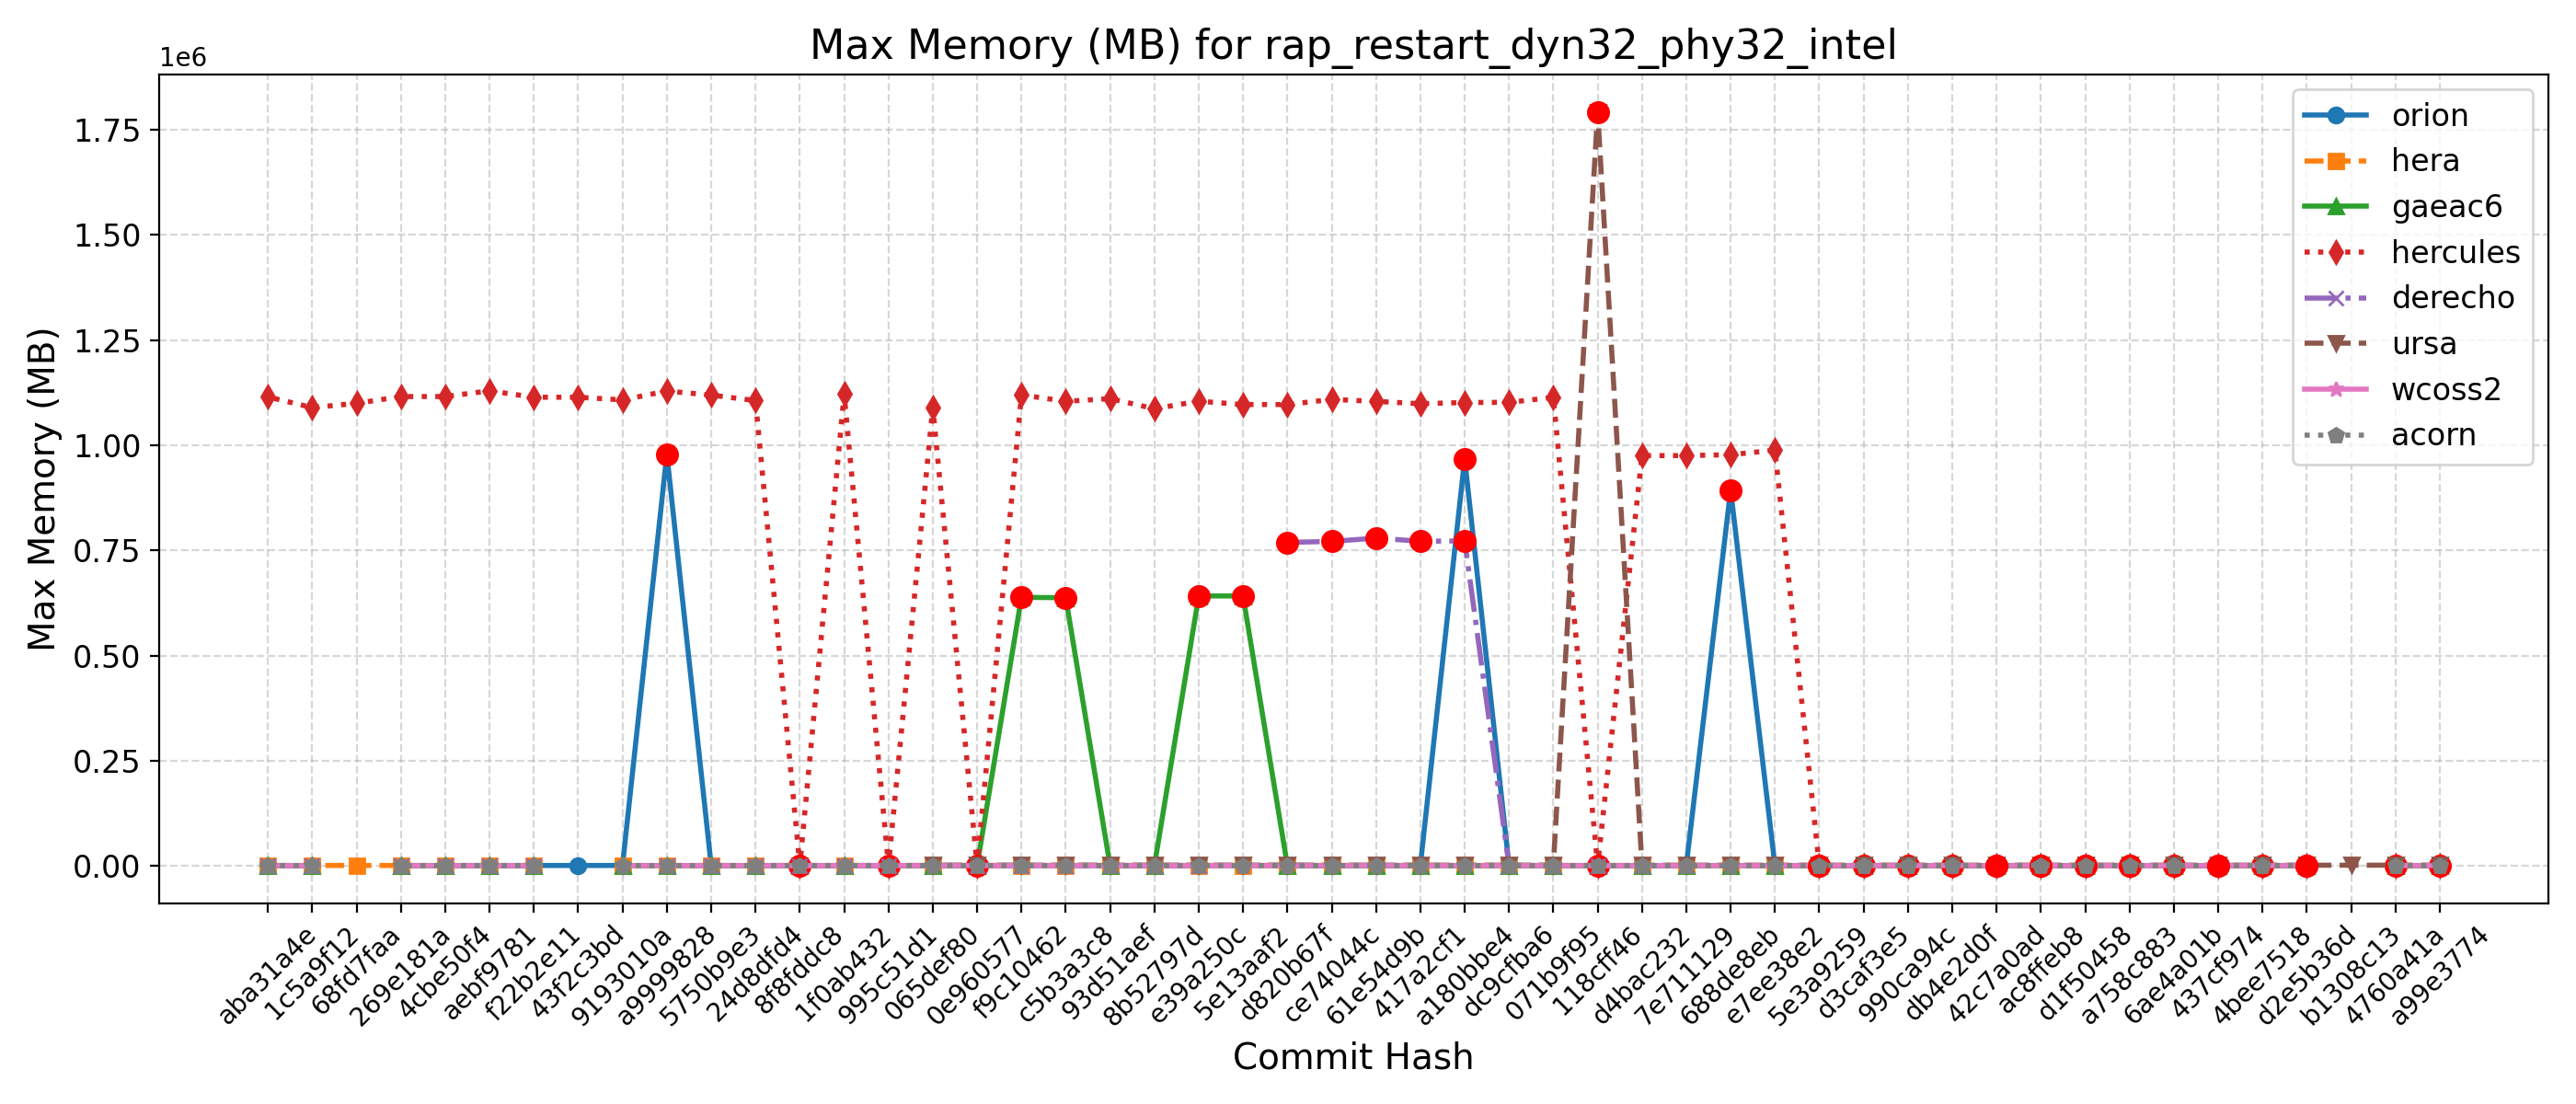 Max Memory (MB) for rap_restart_dyn32_phy32_intel
1e6
1.75
1.50
1.25
1.00
0.75
0.50
0.25
0.00
Max Memory (MB)
orion
hera
gaeac6
hercules
derecho
ursa
wcoss2
acorn
aba31a4e
1c5a9f12
68fd7faa
269e181a
4cbe50f4
aebf9781
f22b2e11
43f2c3bd
9193010a
a9999828
5750b9e3
24d8dfd4
8f8fddc8
1f0ab432
995c51d1
065def80
0e960577
f9c10462
c5b3a3c8
93d51aef
8b52797d
e39a250c
5e13aaf2
d820b67f
ce74044c
61e54d9b
417a2cf1
a180bbe4
dc9cfba6
071b9f95
118cff46
d4bac232
7e711129
688de8eb
e7ee38e2
5e3a9259
d3caf3e5
990ca94c
db4e2d0f
42c7a0ad
ac8ffeb8
d1f50458
a758c883
6ae4a01b
437cf974
4bee7518
d2e5b36d
b1308c13
4760a41a
a99e3774
Commit Hash